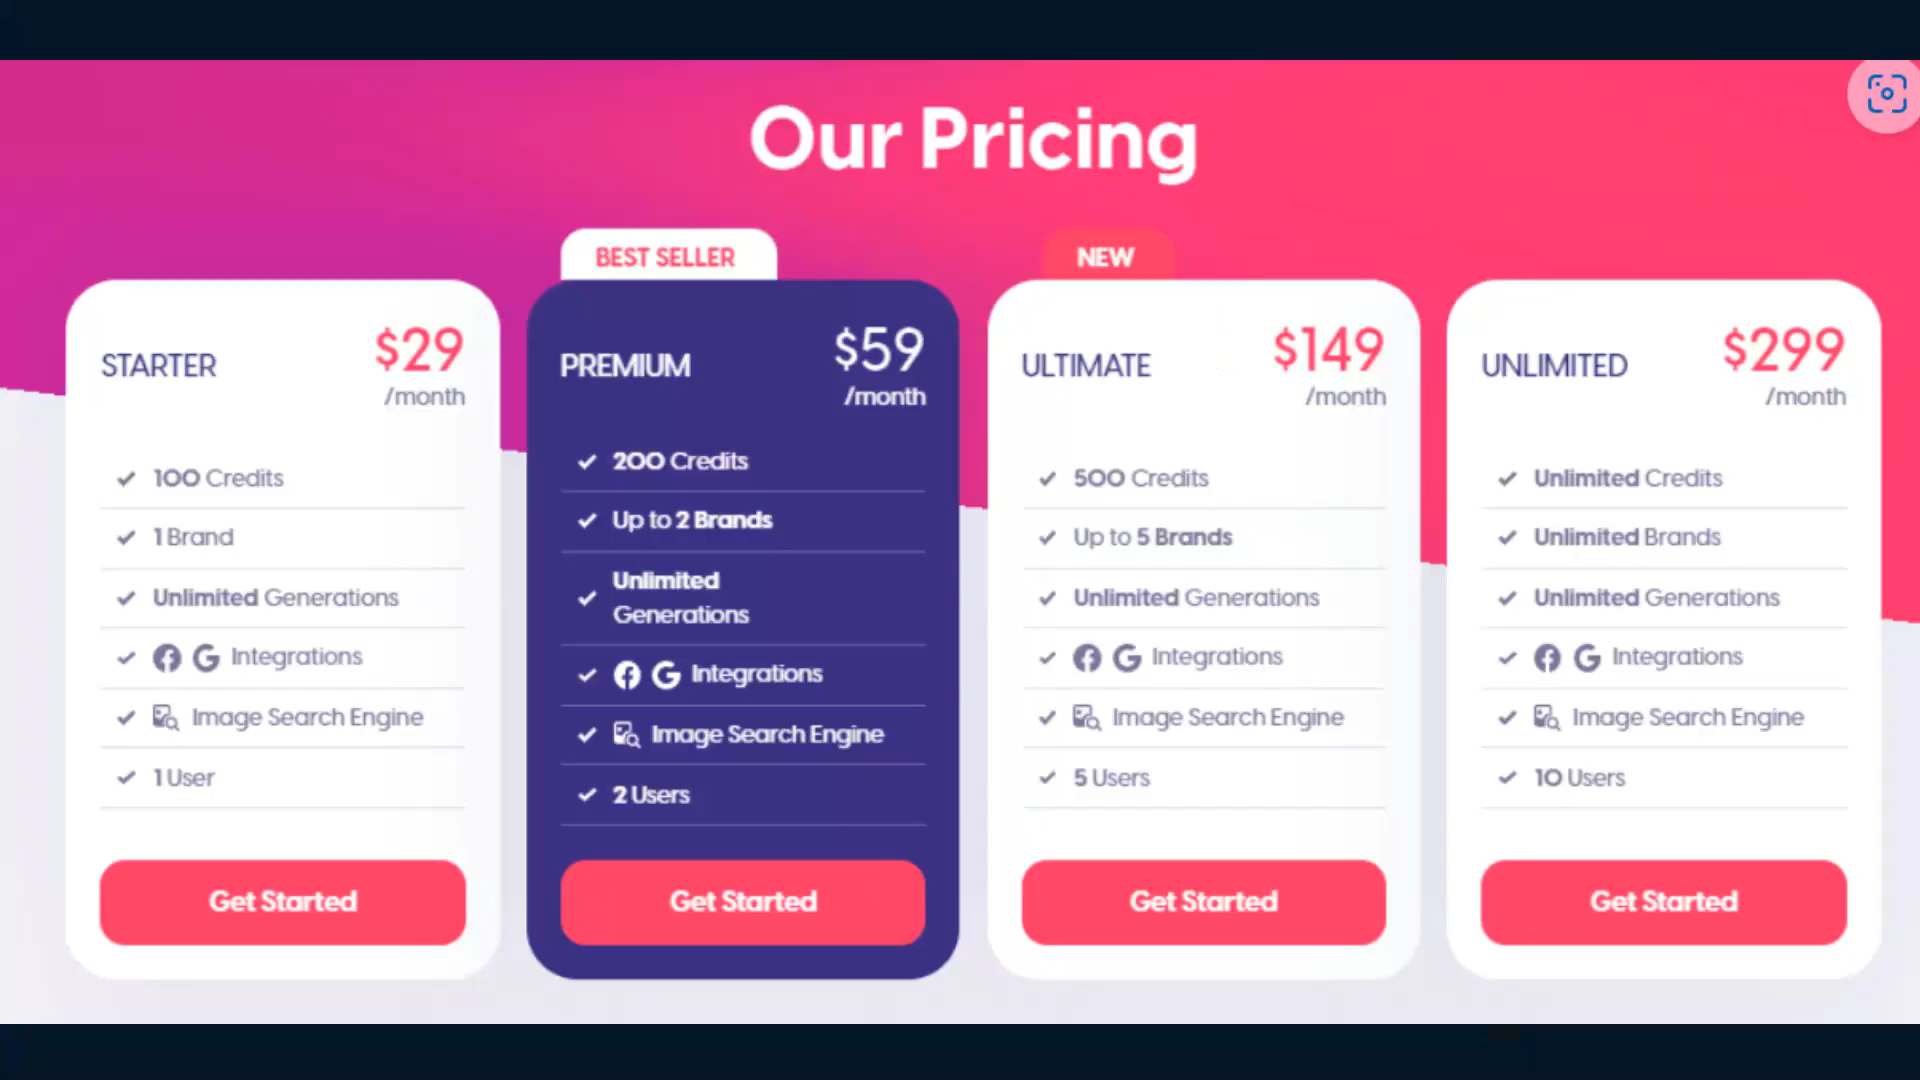 Our Pricing
BEST SELLER
NEW
STARTER
$29
/month
100 Credits
1 Brand
Unlimited Generations
Integrations
Image Search Engine
1 User
Get Started
PREMIUM
$59
/month
200 Credits
Up to 2 Brands
Unlimited
Generations
Integrations
Image Search Engine
2 Users
Get Started
ULTIMATE
$149
/month
500 Credits
Up to 5 Brands
Unlimited Generations
Integrations
Image Search Engine
5 Users
Get Started
UNLIMITED
$299
/month
Unlimited Credits
Unlimited Brands
Unlimited Generations
Integrations
Image Search Engine
10 Users
Get Started